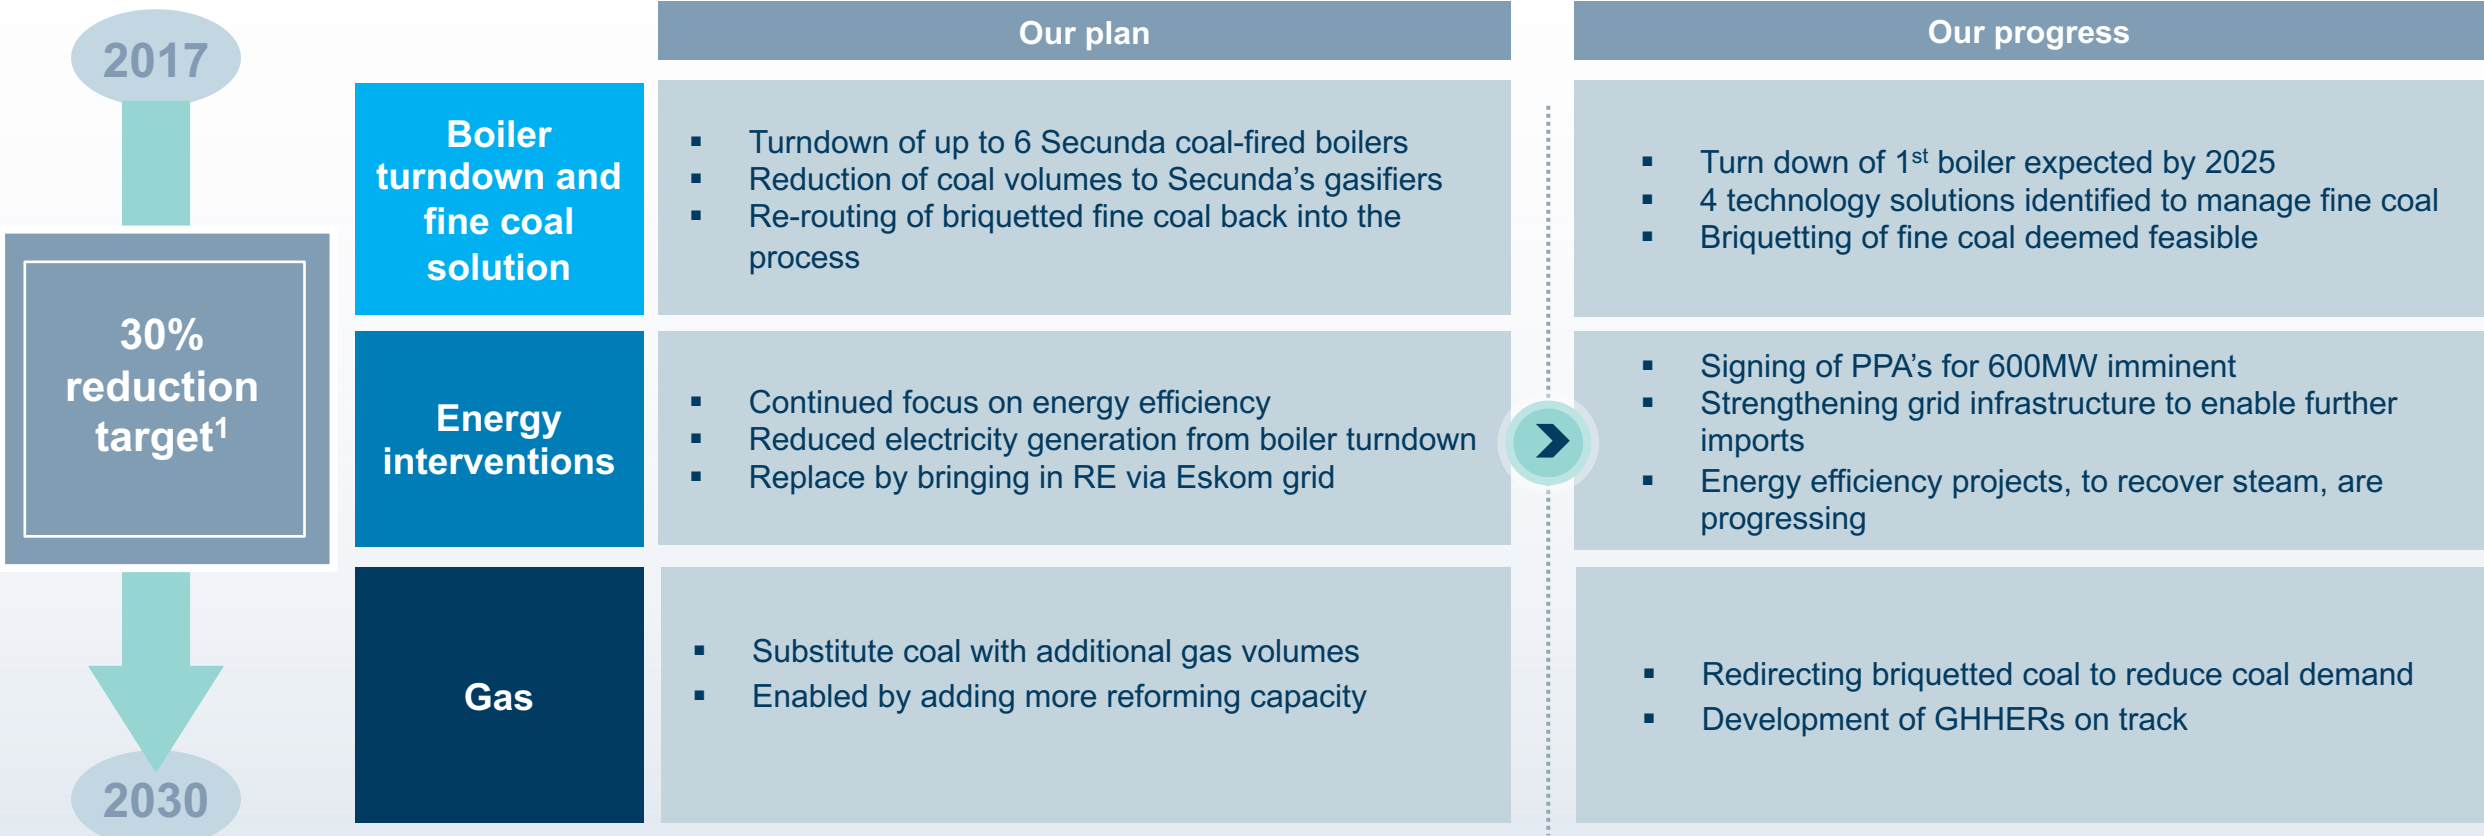 2017
30%
reduction
target¹
2030
Our plan
Our progress
Boiler
turndown and
fine coal
solution
▪ Turndown of up to 6 Secunda coal-fired boilers
▪ Reduction of coal volumes to Secunda’s gasifiers
▪ Re-routing of briquetted fine coal back into the
process
▪ Turn down of 1st boiler expected by 2025
▪ 4 technology solutions identified to manage fine coal
▪ Briquetting of fine coal deemed feasible
Energy
interventions
▪ Continued focus on energy efficiency
▪ Reduced electricity generation from boiler turndown
▪ Replace by bringing in RE via Eskom grid
▪ Signing of PPA’s for 600MW imminent
▪ Strengthening grid infrastructure to enable further
imports
▪ Energy efficiency projects, to recover steam, are
progressing
Gas
▪ Substitute coal with additional gas volumes
▪ Enabled by adding more reforming capacity
▪ Redirecting briquetted coal to reduce coal demand
▪ Development of GHHERs on track